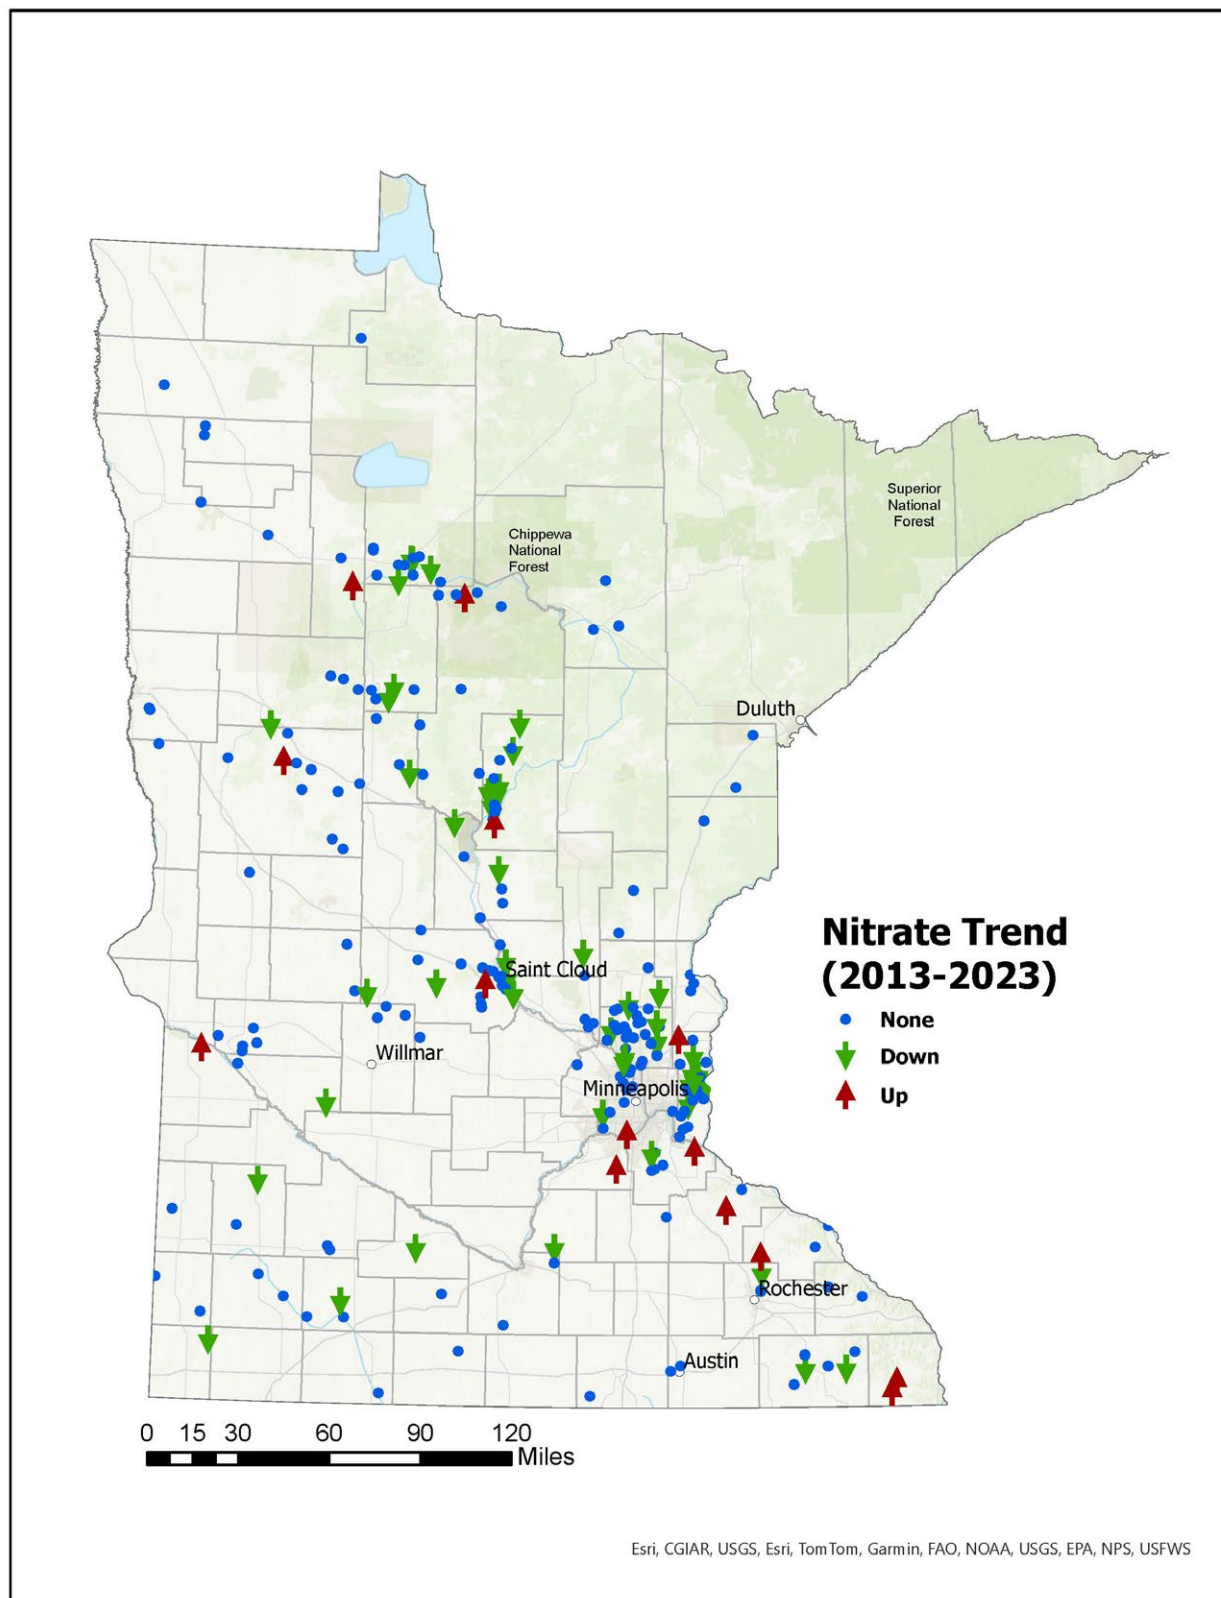 Superior
National
Forest
Chippewa
National
Forest
Duluth
Nitrate Trend
(2013-2023)
None
Down
Up
Saint Cloud
Willmar
Minneapolis
Rochester
Austin
0 15 30 60 90 120
Miles
Esri, CGIAR, USGS, Esri, TomTom, Garmin, FAO, NOAA, USGS, EPA, NPS, USFWS